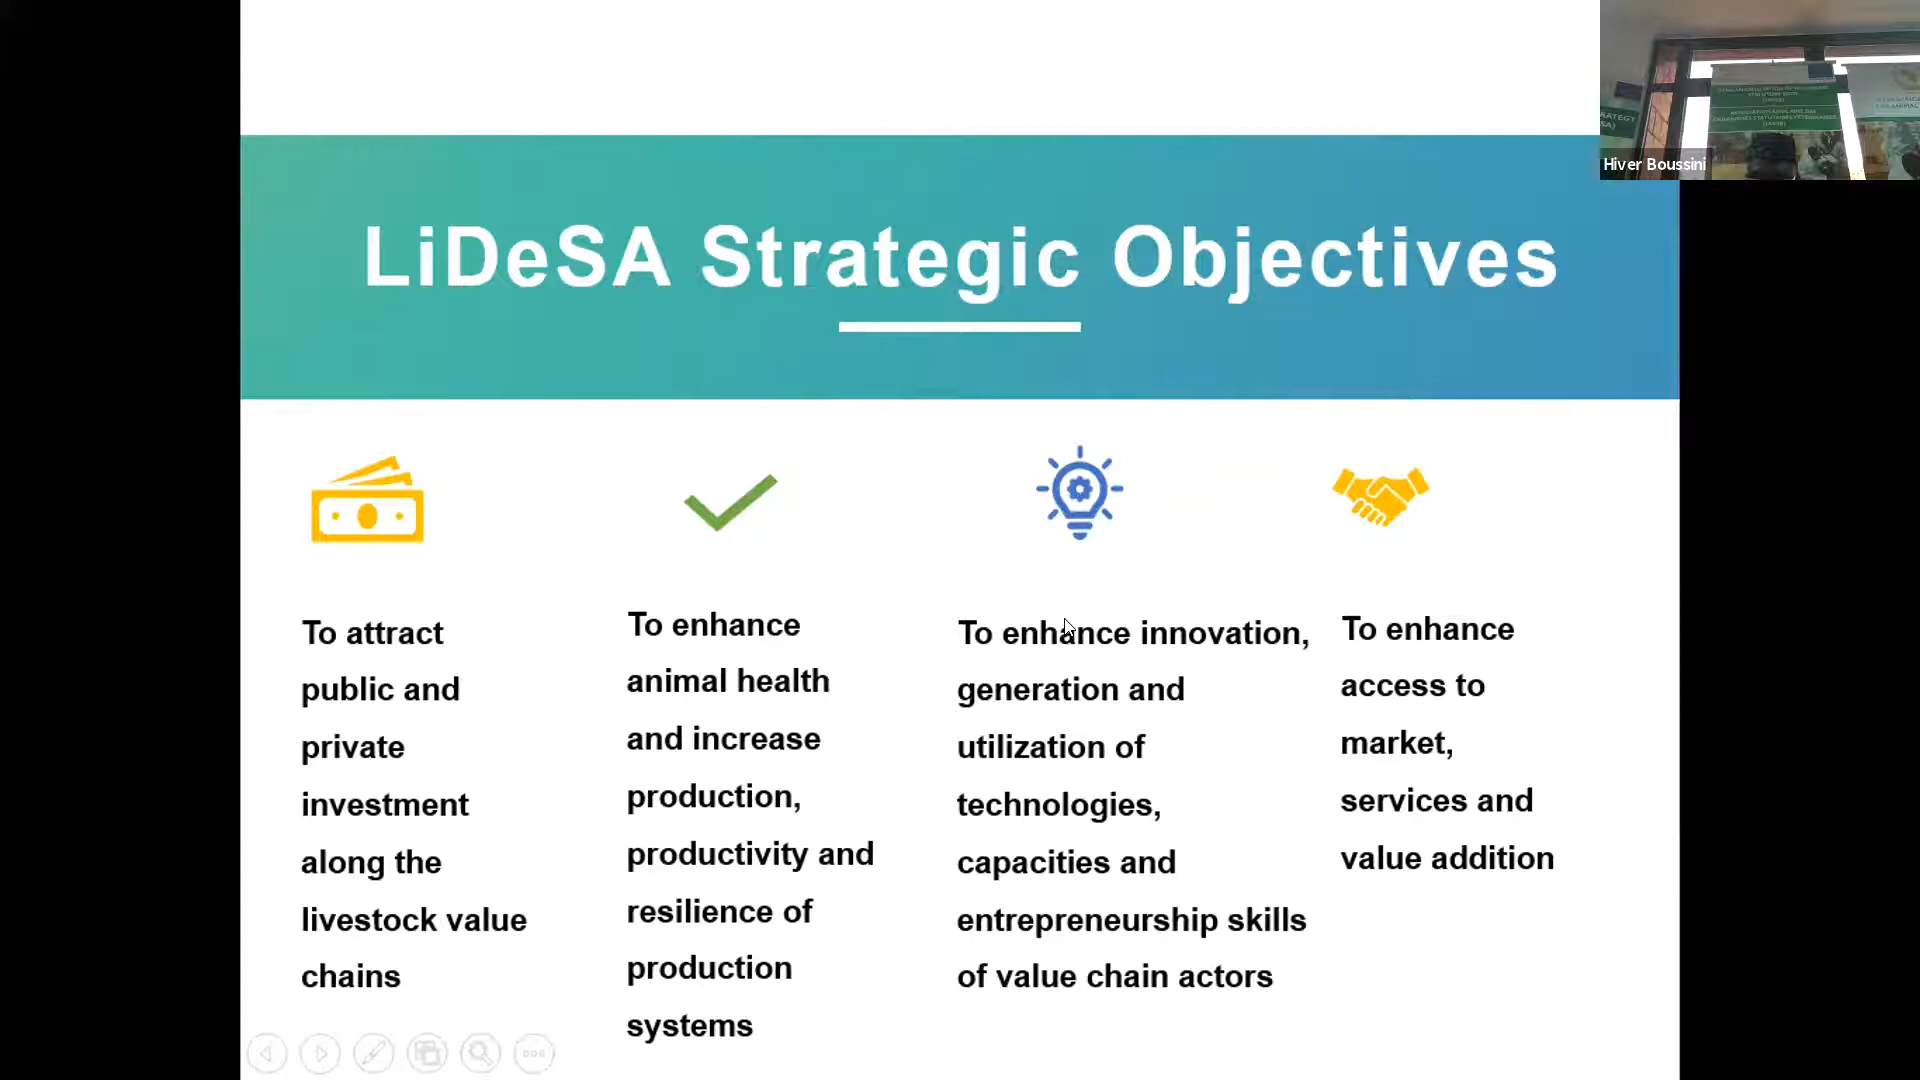 LiDeSA Strategic Objectives
To attract
public and
private
investment
along the
livestock value
chains
To enhance
animal health
and increase
production,
productivity and
resilience of
production
systems
To enhance innovation,
generation and
utilization of
technologies,
capacities and
entrepreneurship skills
of value chain actors
To enhance
access to
market,
services and
value addition
Hiver Boussini